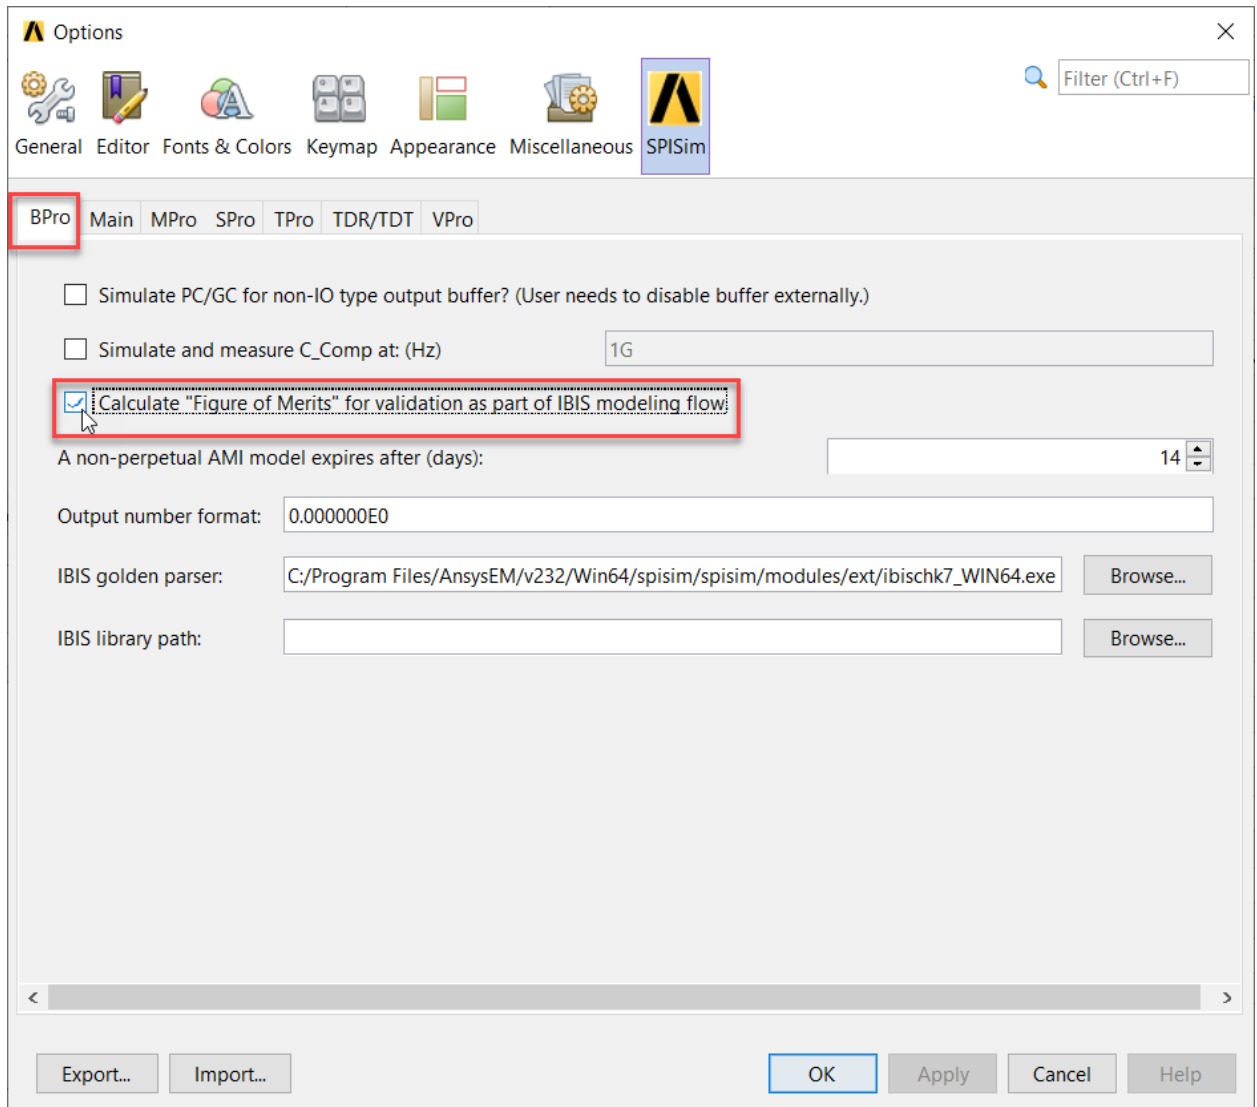 Options
Filter (Ctrl+F)
General Editor Fonts & Colors Keymap Appearance Miscellaneous SPISim
BPro Main MPro SPro TPro TDR/TDT VPro
Simulate PC/GC for non-IO type output buffer? (User needs to disable buffer externally.)
Simulate and measure C_Comp at: (Hz) 1G
Calculate "Figure of Merits" for validation as part of IBIS modeling flow
A non-perpetual AMI model expires after (days): 14
Output number format: 0.000000E0
IBIS golden parser: C:/Program Files/AnsysEM/v232/Win64/spisim/spisim/modules/ext/ibischk7_WIN64.exe Browse...
IBIS library path: Browse...
Export... Import... OK Apply Cancel Help